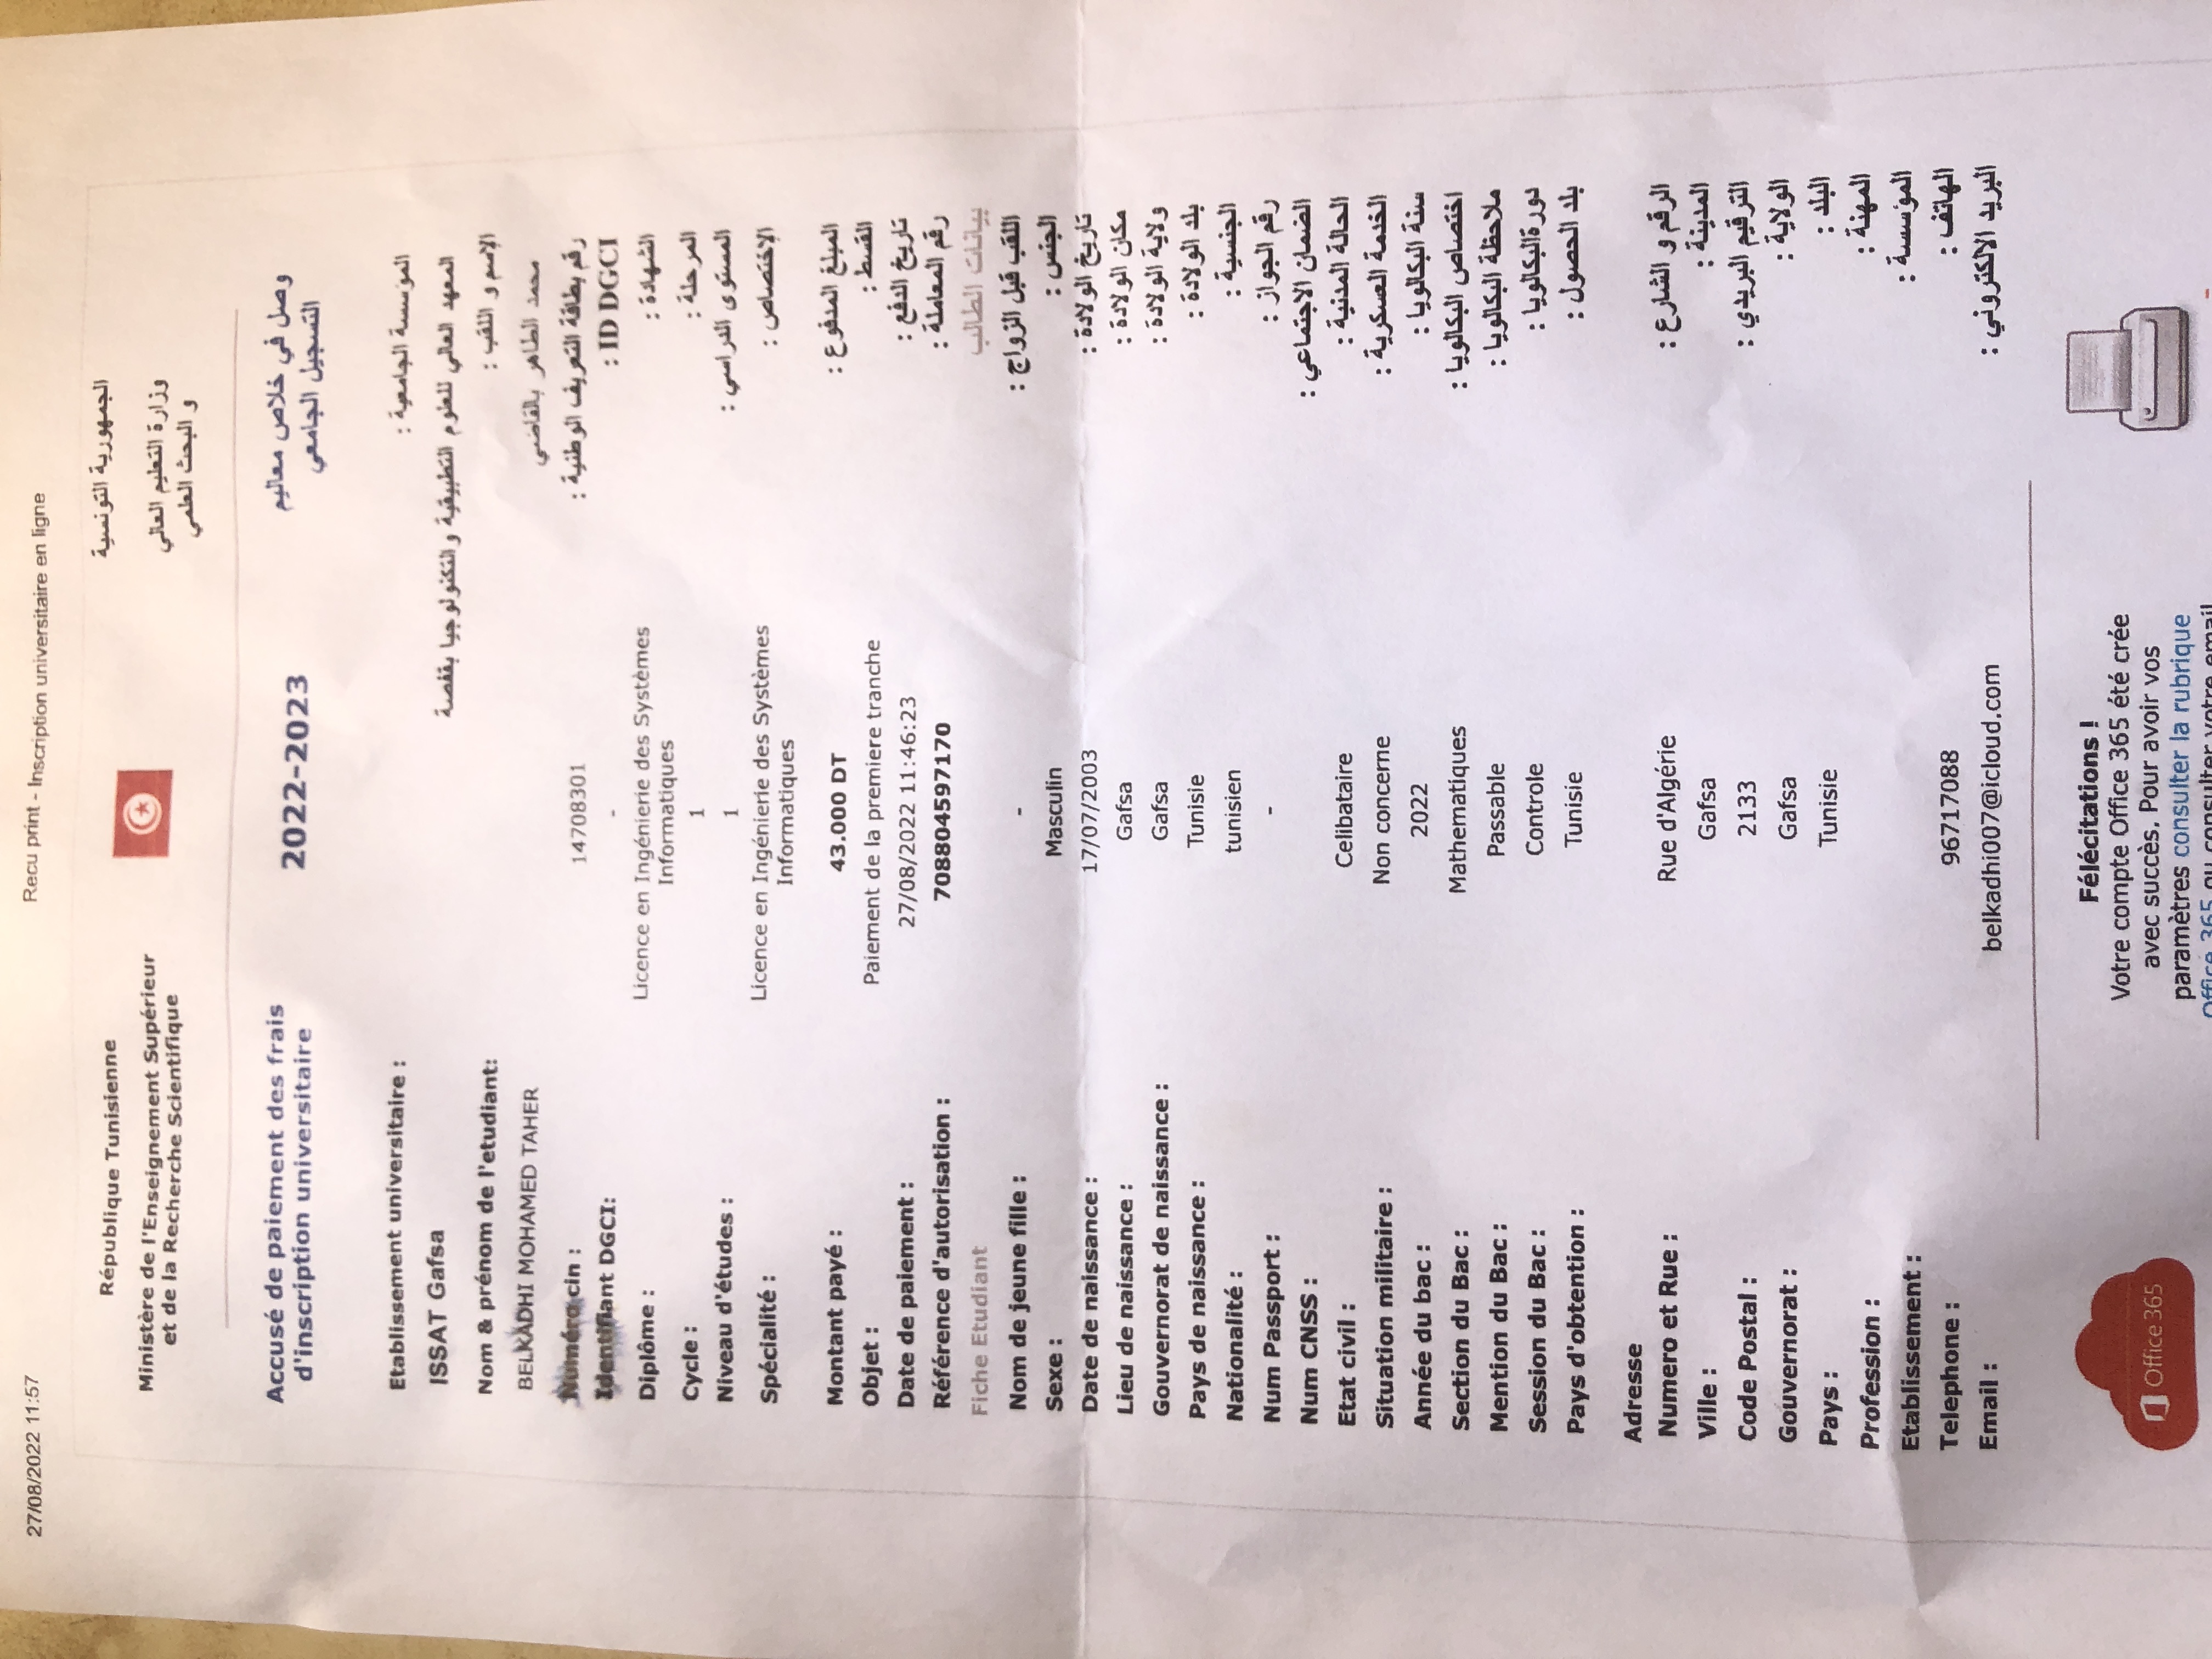 27/08/2022 11:57 Recu print - Inscription universitaire en ligne
République Tunisienne الجمهورية التونسية
Ministère de l'Enseignement Supérieur وزارة التعليم العالي
et de la Recherche Scientifique و البحث العلمي
Accusé de paiement des frais 2022-2023 وصل في خلاص معاليم
d'inscription universitaire التسجيل الجامعي
Etablissement universitaire : المؤسسة الجامعية :
ISSAT Gafsa المعهد العالي للعلوم التطبيقية والتكنولوجيا بقفصة
Nom & prénom de l'etudiant: الإسم و اللقب :
BELKADHI MOHAMED TAHER محمد الطاهر بالقاضي
Numéro cin : 14708301 رقم بطاقة التعريف الوطنية :
Identifiant DGCI: - ID DGCI :
Diplôme : Licence en Ingénierie des Systèmes الشهادة :
Informatiques
Cycle : 1 المرحلة :
Niveau d'études : 1 المستوى الدراسي :
Spécialité : Licence en Ingénierie des Systèmes الإختصاص :
Informatiques
Montant payé : 43.000 DT المبلغ المدفوع :
Objet : Paiement de la premiere tranche القسط :
Date de paiement : 27/08/2022 11:46:23 تاريخ الدفع :
Référence d'autorisation : 708804597170 رقم المعاملة :
Fiche Etudiant بيانات الطالب
Nom de jeune fille : - اللقب قبل الزواج :
Sexe : Masculin الجنس :
Date de naissance : 17/07/2003 تاريخ الولادة :
Lieu de naissance : Gafsa مكان الولادة :
Gouvernorat de naissance : Gafsa ولاية الولادة :
Pays de naissance : Tunisie بلد الولادة :
Nationalité : tunisien الجنسية :
Num Passport : - رقم الجواز :
Num CNSS : الضمان الاجتماعي :
Etat civil : Celibataire الحالة المدنية :
Situation militaire : Non concerne الخدمة العسكرية :
Année du bac : 2022 سنة البكالويا :
Section du Bac : Mathematiques اختصاص البكالويا :
Mention du Bac : Passable ملاحظة البكالويا :
Session du Bac : Controle دورةالبكالويا :
Pays d'obtention : Tunisie بلد الحصول :
Adresse
Numero et Rue : Rue d'Algérie الرقم و الشارع :
Ville : Gafsa المدينة :
Code Postal : 2133 الترقيم البريدي :
Gouvernorat : Gafsa الولاية :
Pays : Tunisie البلد :
Profession : المهنة :
Etablissement : المؤسسة :
Telephone : 96717088 الهاتف :
Email : belkadhi007@icloud.com البريد الالكتروني :
Félécitations !
Votre compte Office 365 été crée
Office 365 avec succès. Pour avoir vos
paramètres consulter la rubrique
Office 365 ou consulter votre email